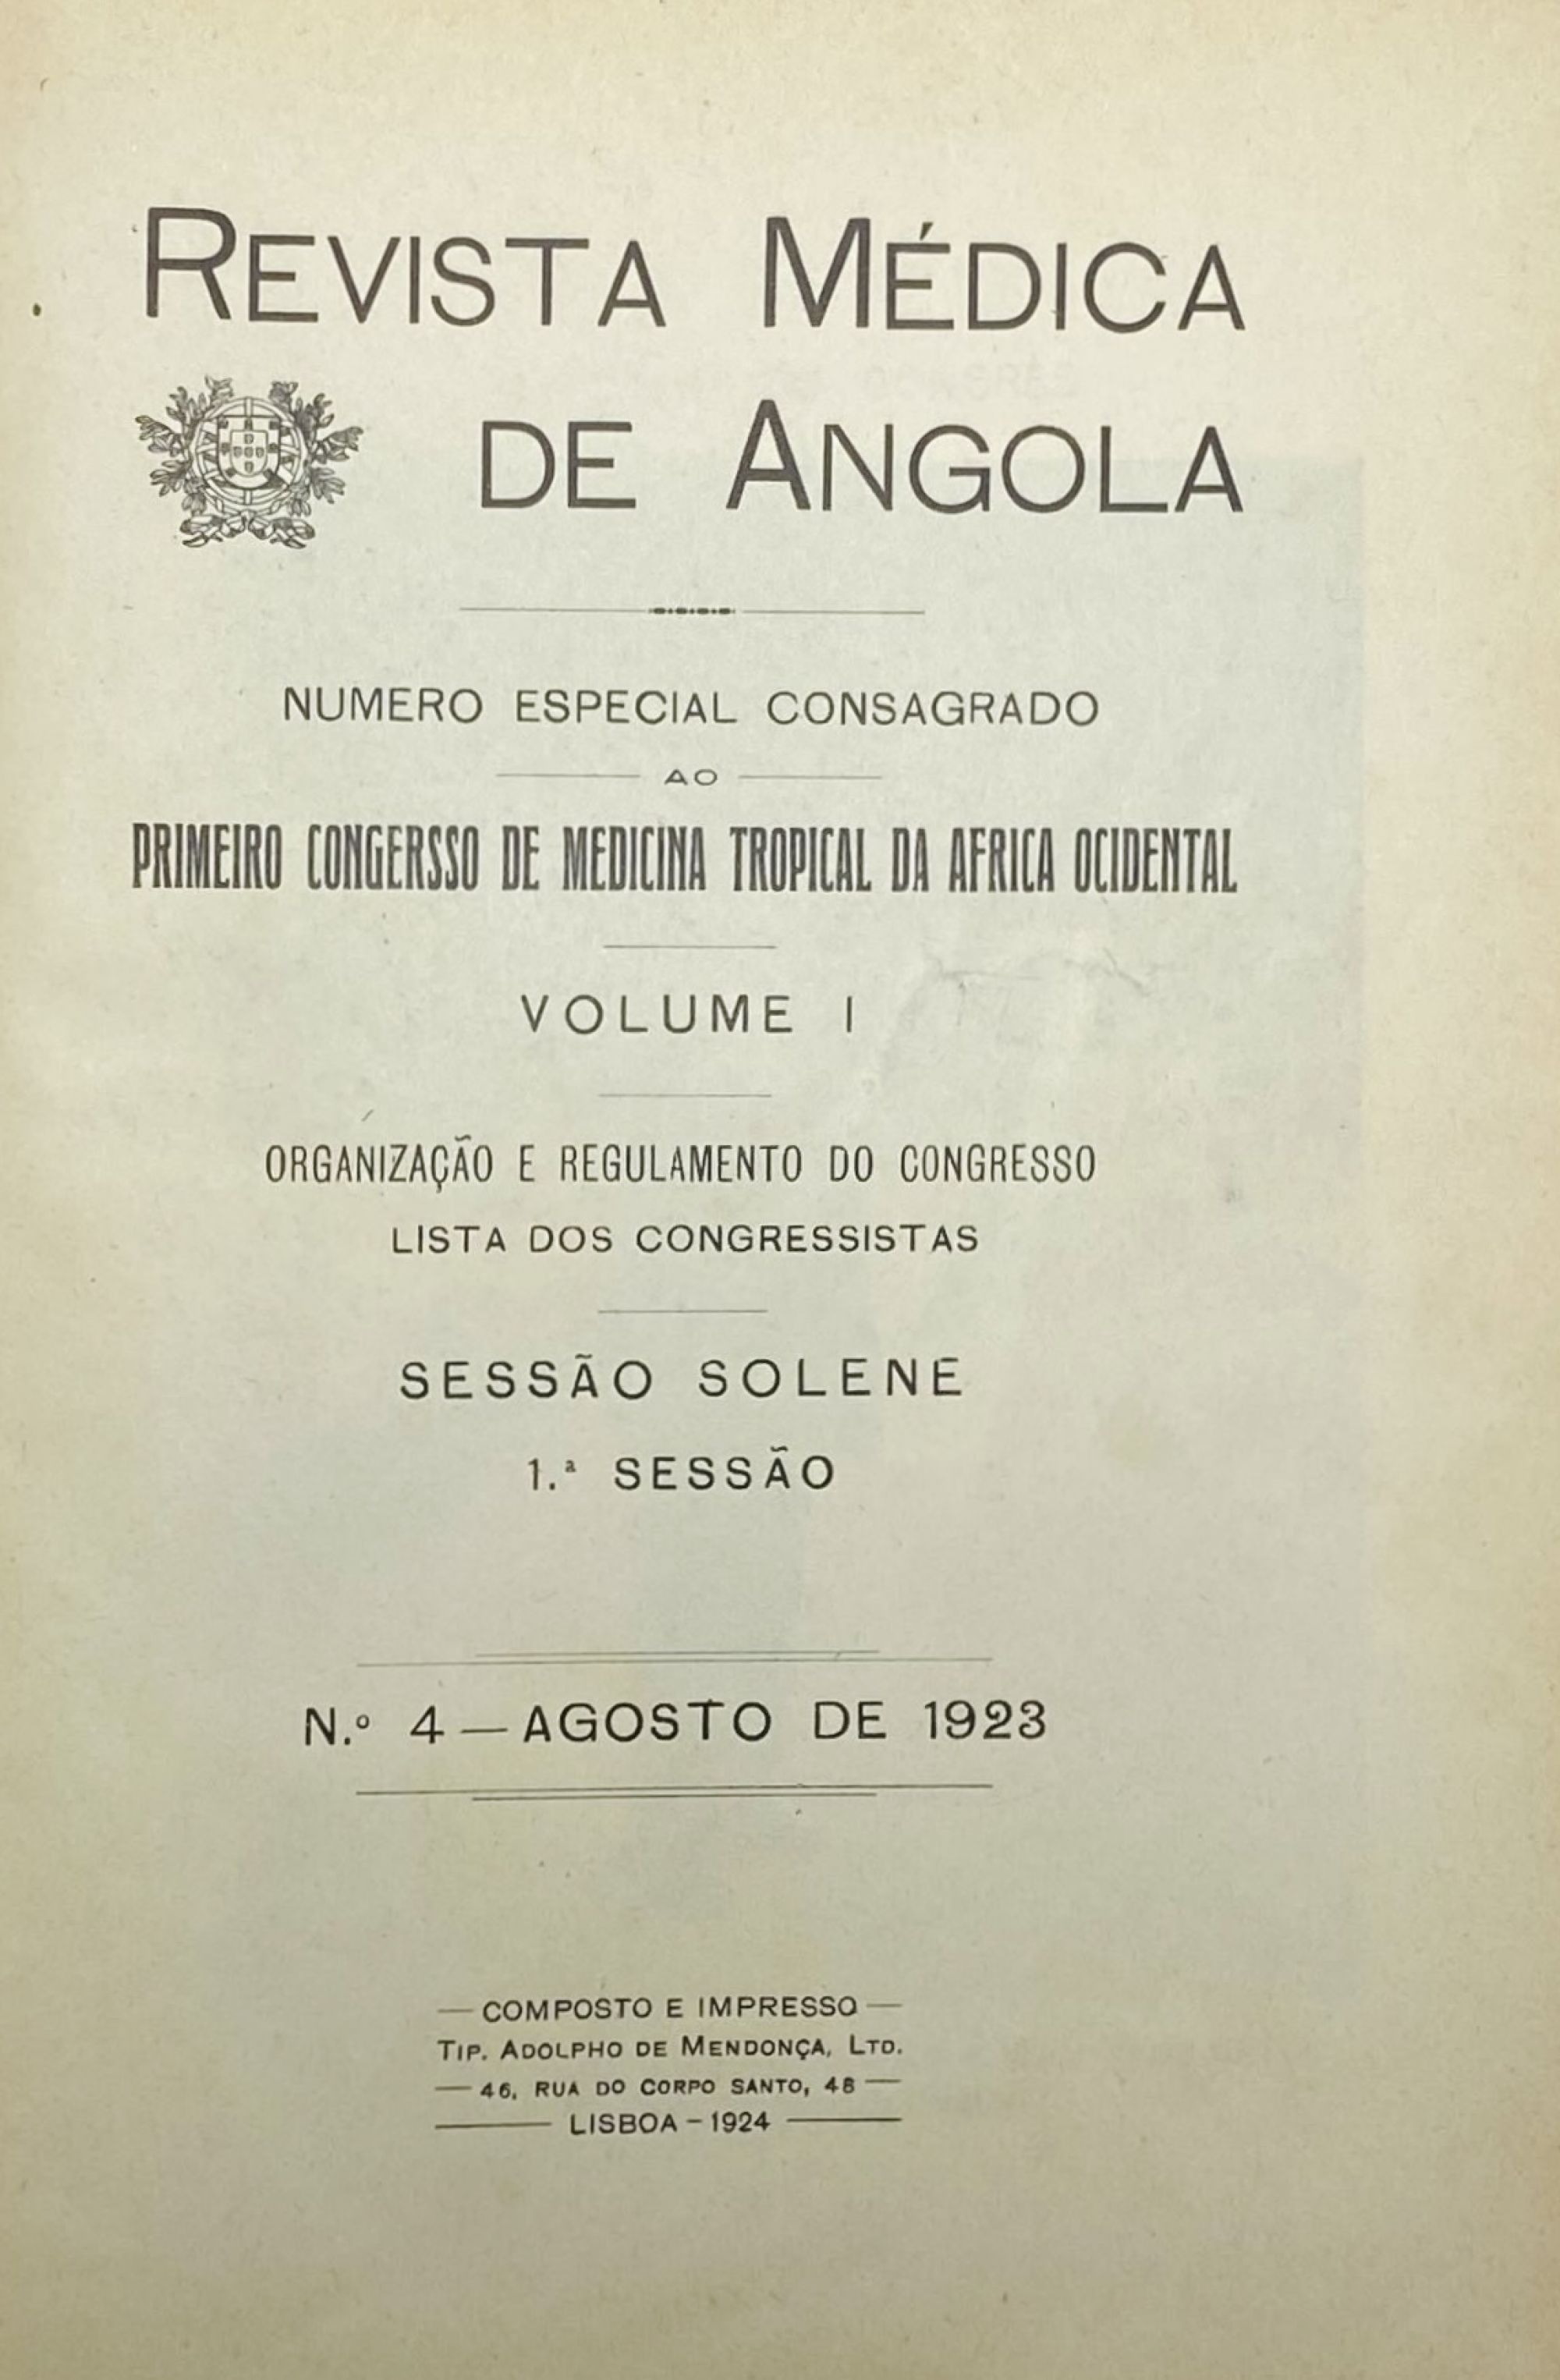 REVISTA MÉDICA
DE ANGOLA
NUMERO ESPECIAL CONSAGRADO
AO
PRIMEIRO CONGERSSO DE MEDICINA TROPICAL DA AFRICA OCIDENTAL
VOLUME I
ORGANIZAÇÃO E REGULAMENTO DO CONGRESSO
LISTA DOS CONGRESSISTAS
SESSÃO SOLENE
1.ª SESSÃO
N.º 4 — AGOSTO DE 1923
— COMPOSTO E IMPRESSO —
TIP. ADOLPHO DE MENDONÇA, LTD.
— 46, RUA DO CORPO SANTO, 48 —
LISBOA – 1924